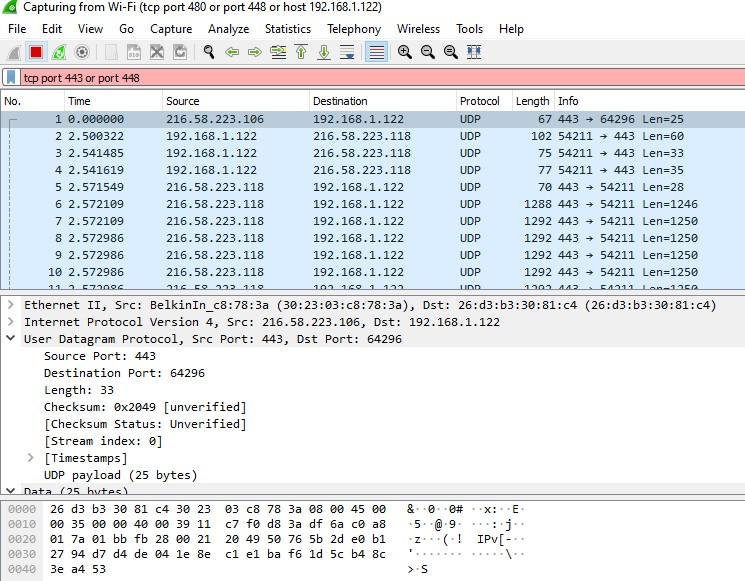 Capturing from Wi-Fi (tcp port 480 or port 448 or host 192.168.1.122)
File Edit View Go Capture Analyze Statistics Telephony Wireless Tools Help
tcp port 443 or port 448
No. Time Source Destination Protocol Length Info
1 0.000000 216.58.223.106 192.168.1.122 UDP 67 443 → 64296 Len=25
2 2.500322 192.168.1.122 216.58.223.118 UDP 102 54211 → 443 Len=60
3 2.541485 192.168.1.122 216.58.223.118 UDP 75 54211 → 443 Len=33
4 2.541619 192.168.1.122 216.58.223.118 UDP 77 54211 → 443 Len=35
5 2.571549 216.58.223.118 192.168.1.122 UDP 70 443 → 54211 Len=28
6 2.572109 216.58.223.118 192.168.1.122 UDP 1288 443 → 54211 Len=1246
7 2.572109 216.58.223.118 192.168.1.122 UDP 1292 443 → 54211 Len=1250
8 2.572986 216.58.223.118 192.168.1.122 UDP 1292 443 → 54211 Len=1250
9 2.572986 216.58.223.118 192.168.1.122 UDP 1292 443 → 54211 Len=1250
10 2.572986 216.58.223.118 192.168.1.122 UDP 1292 443 → 54211 Len=1250
11 2.572986 216.58.223.118 192.168.1.122 UDP 1292 443 → 54211 Len=1250
Ethernet II, Src: BelkinIn_c8:78:3a (30:23:03:c8:78:3a), Dst: 26:d3:b3:30:81:c4 (26:d3:b3:30:81:c4)
Internet Protocol Version 4, Src: 216.58.223.106, Dst: 192.168.1.122
User Datagram Protocol, Src Port: 443, Dst Port: 64296
Source Port: 443
Destination Port: 64296
Length: 33
Checksum: 0x2049 [unverified]
[Checksum Status: Unverified]
[Stream index: 0]
[Timestamps]
UDP payload (25 bytes)
Data (25 bytes)
0000 26 d3 b3 30 81 c4 30 23 03 c8 78 3a 08 00 45 00 &··0··0# ··x:··E·
0010 00 35 00 00 40 00 39 11 c7 f0 d8 3a df 6a c0 a8 ·5··@·9· ···:·j··
0020 01 7a 01 bb fb 28 00 21 20 49 50 76 5b 2d e0 b1 ·z···(·! IPv[-··
0030 27 94 d7 d4 de 04 1e 8e c1 e1 ba f6 1d 5c b4 8c '······· ·····\··
0040 3e a4 53 >·S